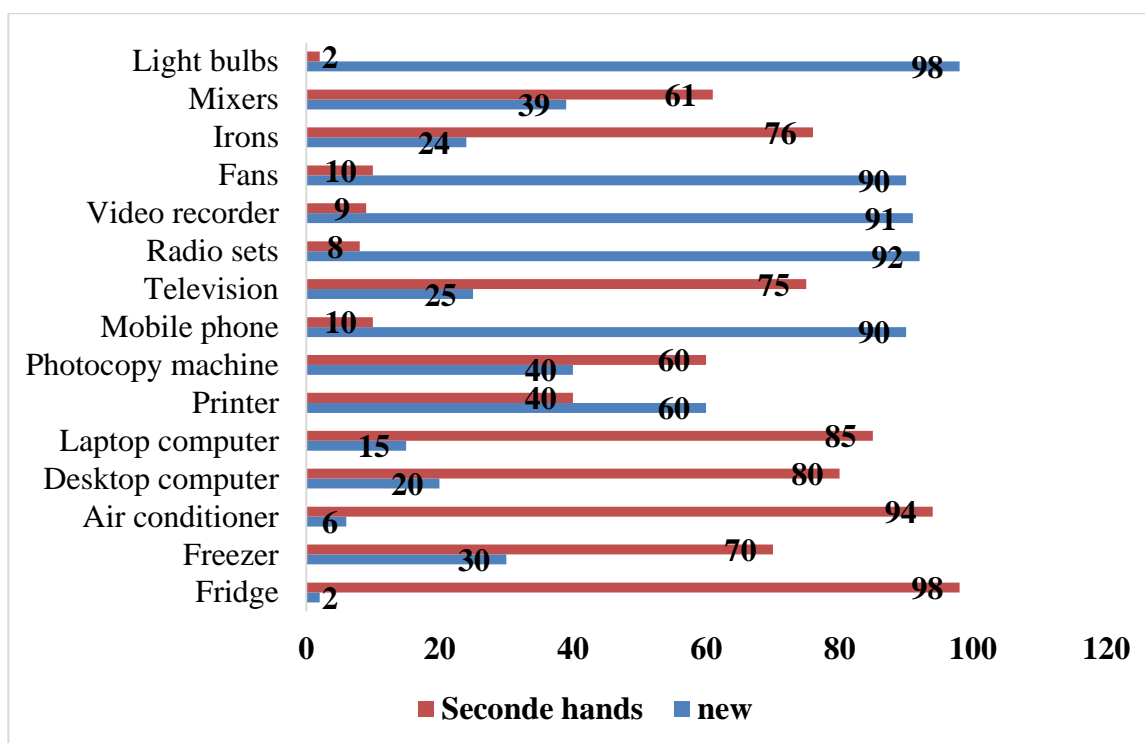 Light bulbs 2 98
Mixers 61 39
Irons 76 24
Fans 10 90
Video recorder 9 91
Radio sets 8 92
Television 75 25
Mobile phone 10 90
Photocopy machine 60 40
Printer 40 60
Laptop computer 85 15
Desktop computer 80 20
Air conditioner 94 6
Freezer 70 30
Fridge 98 2
0 20 40 60 80 100 120
Seconde hands new